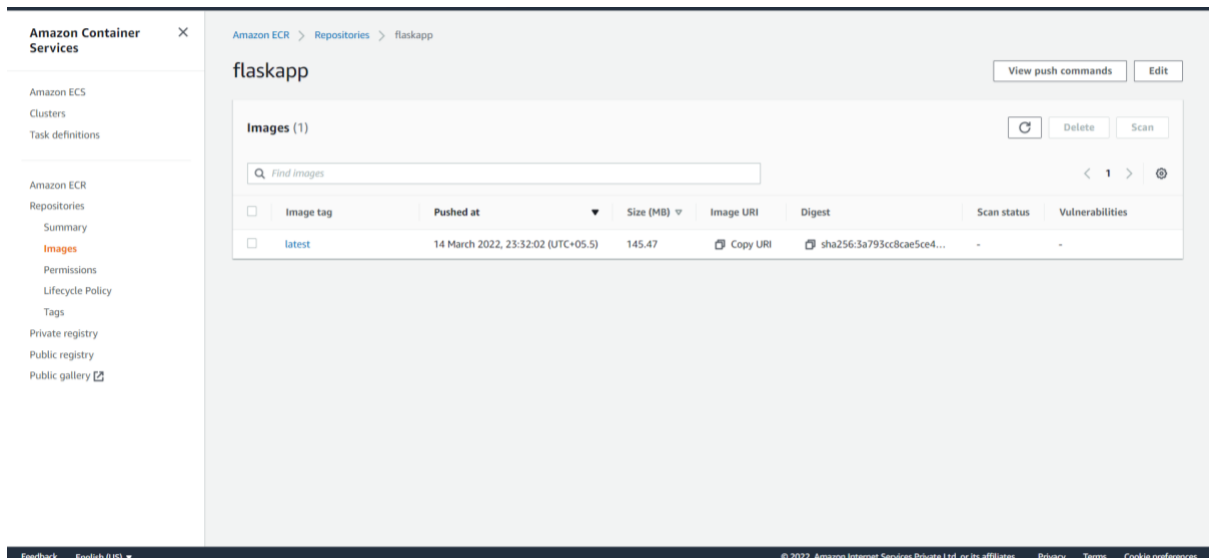 Amazon Container
Services
Amazon ECS
Clusters
Task definitions
Amazon ECR
Repositories
Summary
Images
Permissions
Lifecycle Policy
Tags
Private registry
Public registry
Public gallery
Amazon ECR > Repositories > flaskapp
flaskapp
View push commands Edit
Images (1)
Delete Scan
Find images
< 1 >
Image tag Pushed at Size (MB) Image URI Digest Scan status Vulnerabilities
latest 14 March 2022, 23:32:02 (UTC+05.5) 145.47 Copy URI sha256:3a793cc8cae5ce4... - -
Feedback English (US) © 2022, Amazon Internet Services Private Ltd. or its affiliates. Privacy Terms Cookie preferences